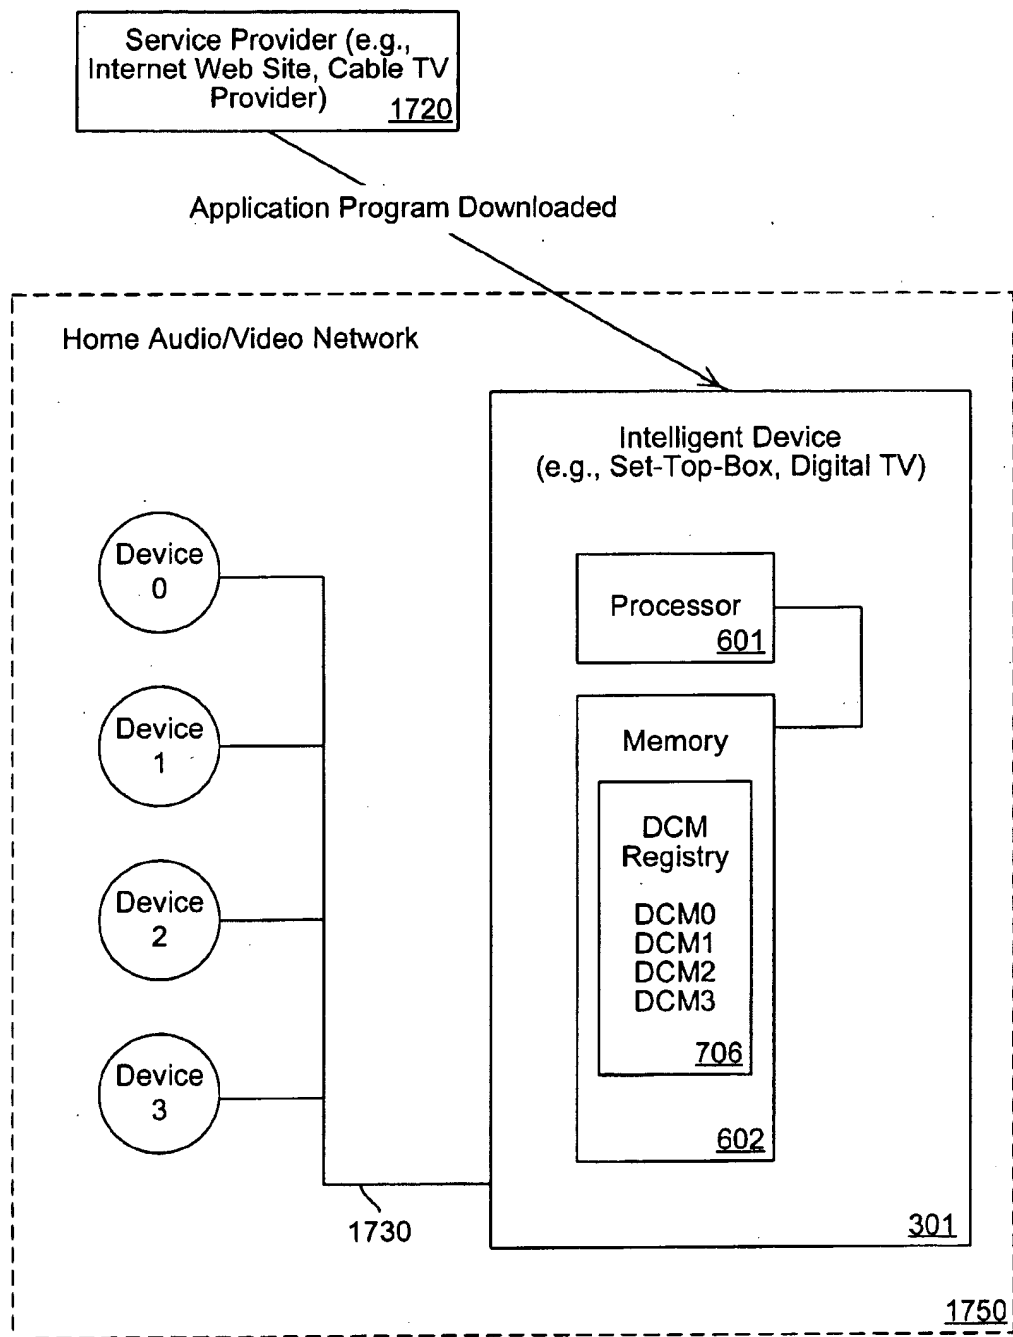 Service Provider (e.g.,
Internet Web Site, Cable TV
Provider)
1720
Application Program Downloaded
Home Audio/Video Network
Intelligent Device
(e.g., Set-Top-Box, Digital TV)
Device
0
Device
1
Device
2
Device
3
Processor
601
Memory
DCM
Registry
DCM0
DCM1
DCM2
DCM3
706
602
1730
301
1750